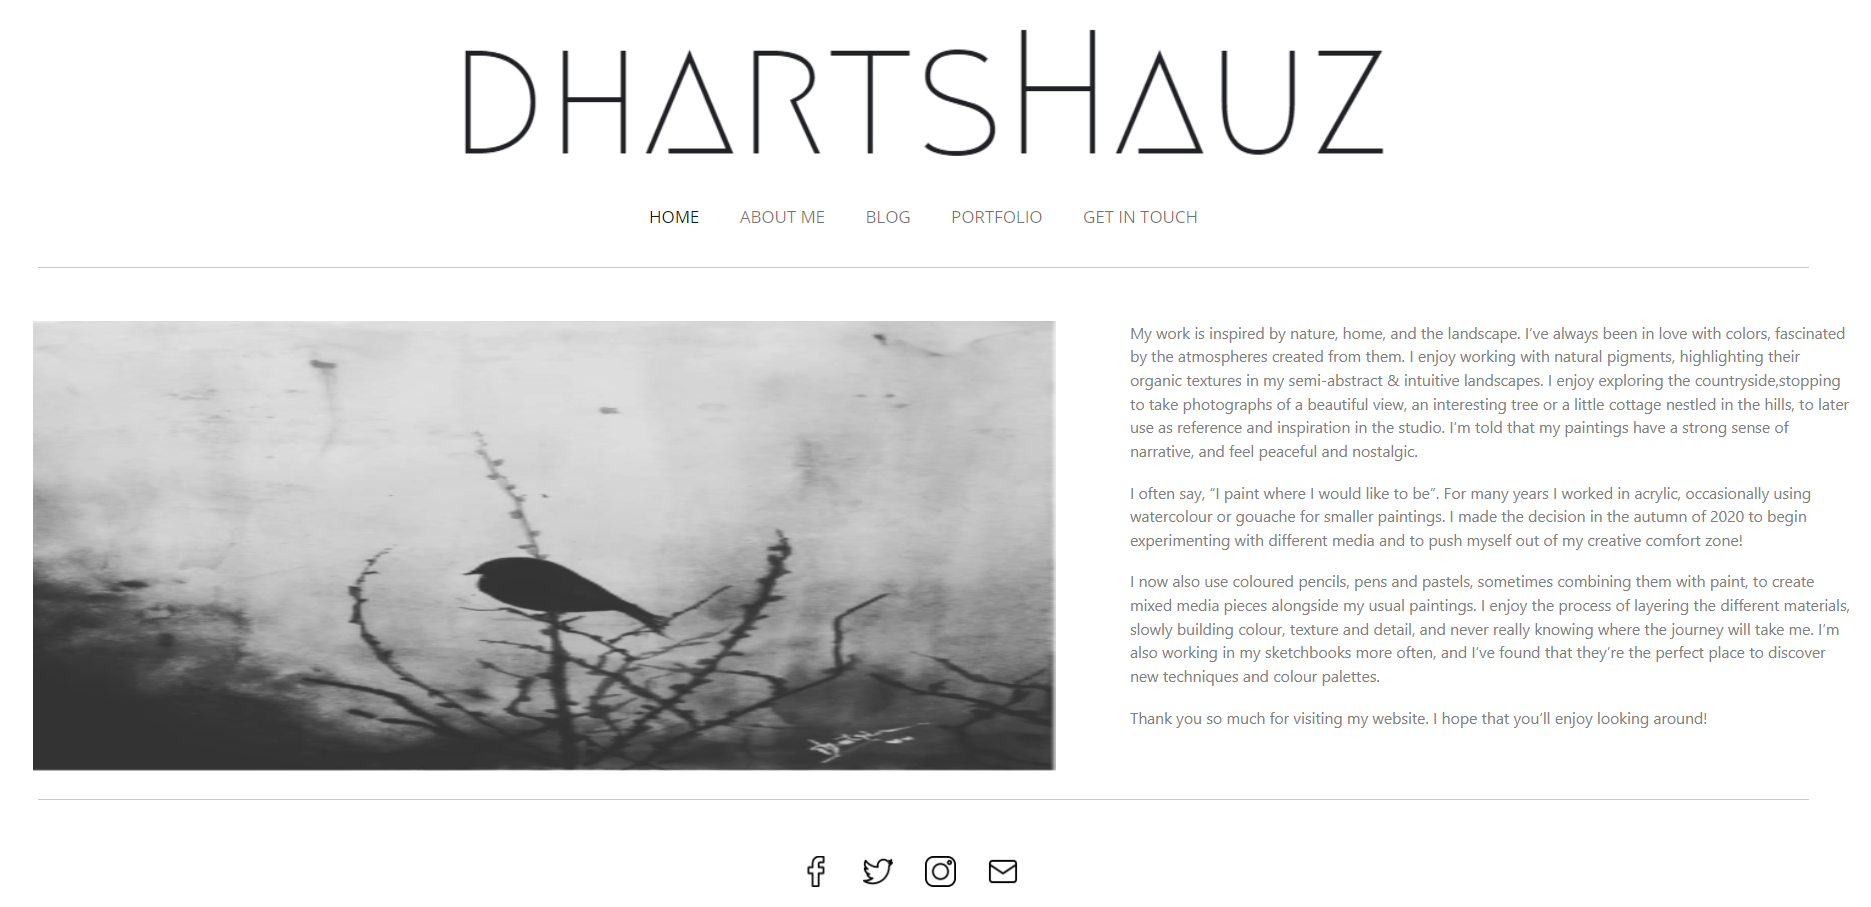 DHARTSHAUZ
HOME ABOUT ME BLOG PORTFOLIO GET IN TOUCH
My work is inspired by nature, home, and the landscape. I’ve always been in love with colors, fascinated
by the atmospheres created from them. I enjoy working with natural pigments, highlighting their
organic textures in my semi-abstract & intuitive landscapes. I enjoy exploring the countryside,stopping
to take photographs of a beautiful view, an interesting tree or a little cottage nestled in the hills, to later
use as reference and inspiration in the studio. I’m told that my paintings have a strong sense of
narrative, and feel peaceful and nostalgic.
I often say, “I paint where I would like to be”. For many years I worked in acrylic, occasionally using
watercolour or gouache for smaller paintings. I made the decision in the autumn of 2020 to begin
experimenting with different media and to push myself out of my creative comfort zone!
I now also use coloured pencils, pens and pastels, sometimes combining them with paint, to create
mixed media pieces alongside my usual paintings. I enjoy the process of layering the different materials,
slowly building colour, texture and detail, and never really knowing where the journey will take me. I’m
also working in my sketchbooks more often, and I’ve found that they’re the perfect place to discover
new techniques and colour palettes.
Thank you so much for visiting my website. I hope that you’ll enjoy looking around!